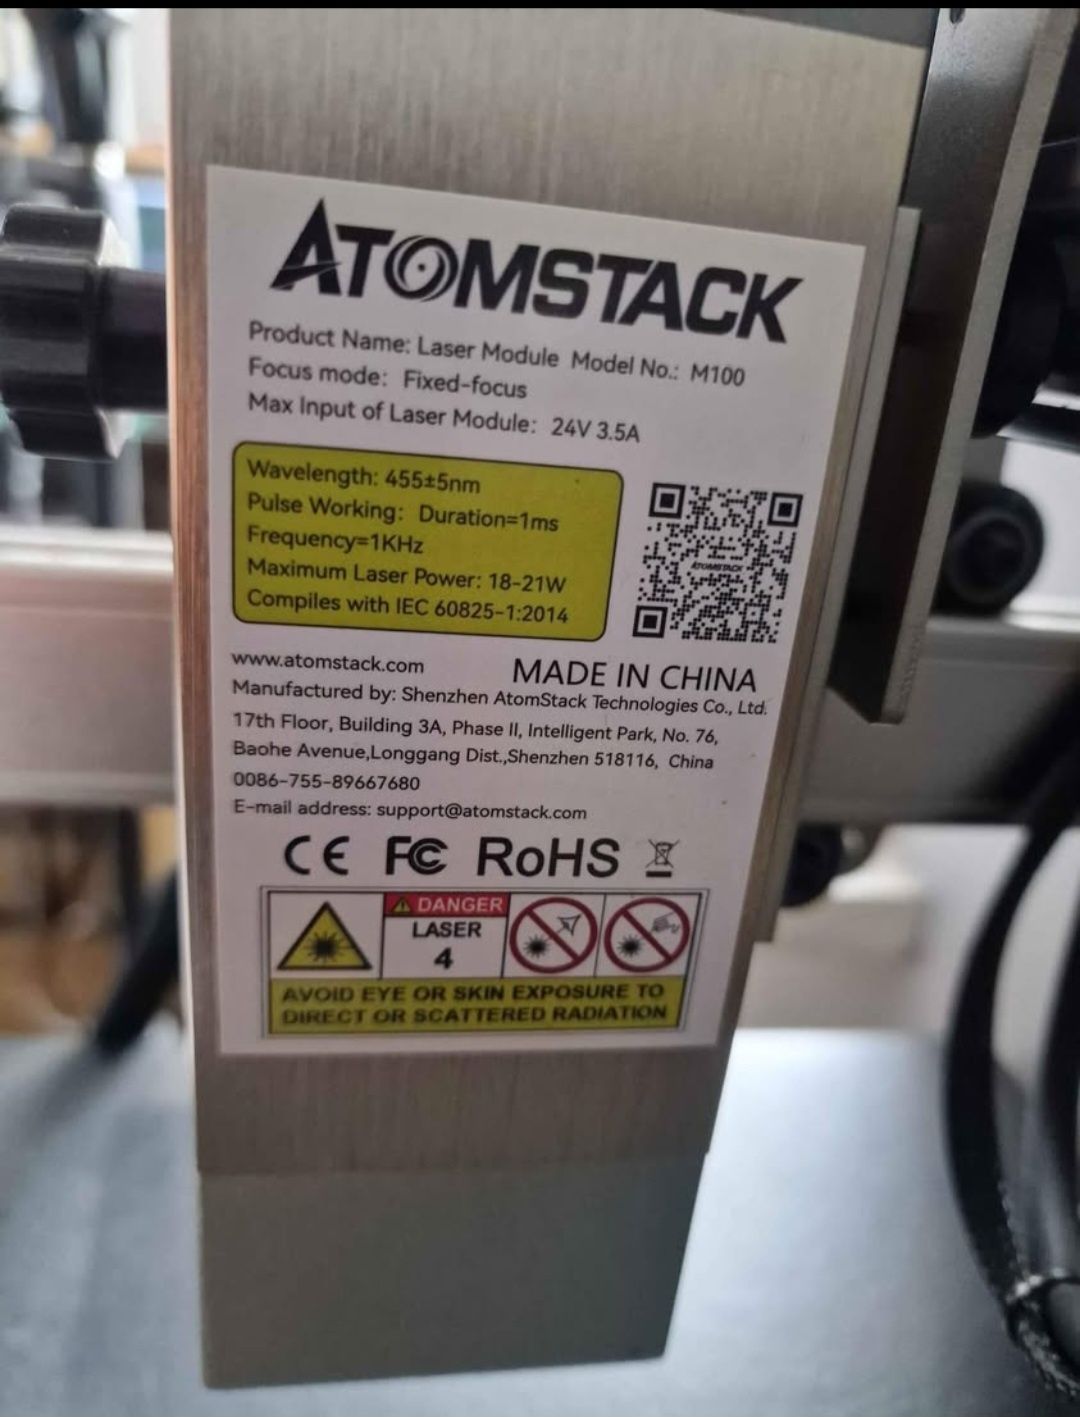 ATOMSTACK
Product Name: Laser Module Model No.: M100
Focus mode: Fixed-focus
Max Input of Laser Module: 24V 3.5A
Wavelength: 455±5nm
Pulse Working: Duration=1ms
Frequency=1KHz
Maximum Laser Power: 18-21W
Compiles with IEC 60825-1:2014
ATOMSTACK
www.atomstack.com
MADE IN CHINA
Manufactured by: Shenzhen AtomStack Technologies Co., Ltd.
17th Floor, Building 3A, Phase II, Intelligent Park, No. 76,
Baohe Avenue,Longgang Dist.,Shenzhen 518116, China
0086-755-89667680
E-mail address: support@atomstack.com
CE FC RoHS
DANGER
LASER
4
AVOID EYE OR SKIN EXPOSURE TO
DIRECT OR SCATTERED RADIATION